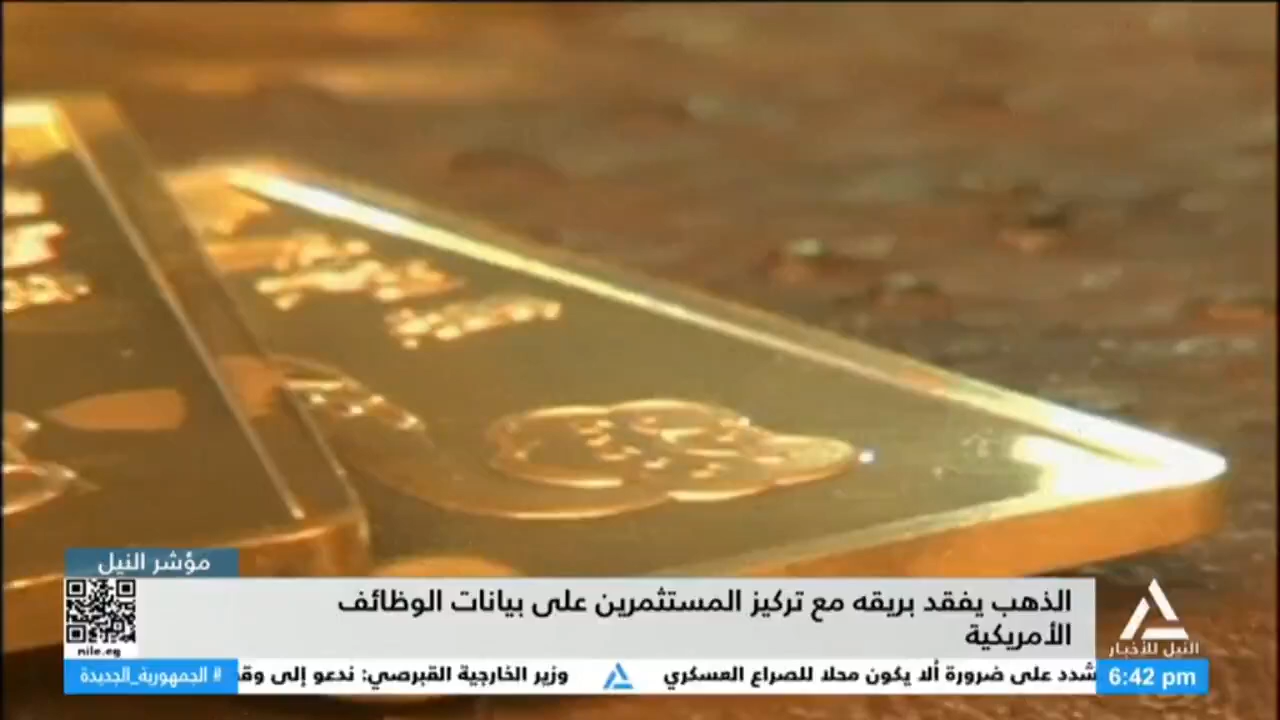 مؤشر النيل
الذهب يفقد بريقه مع تركيز المستثمرين على بيانات الوظائف
الأمريكية
nile.eg
النيل للأخبار
6:42 pm
شدد على ضرورة ألا يكون محلا للصراع العسكري
وزير الخارجية القبرصي: ندعو إلى وق
# الجمهورية_الجديدة